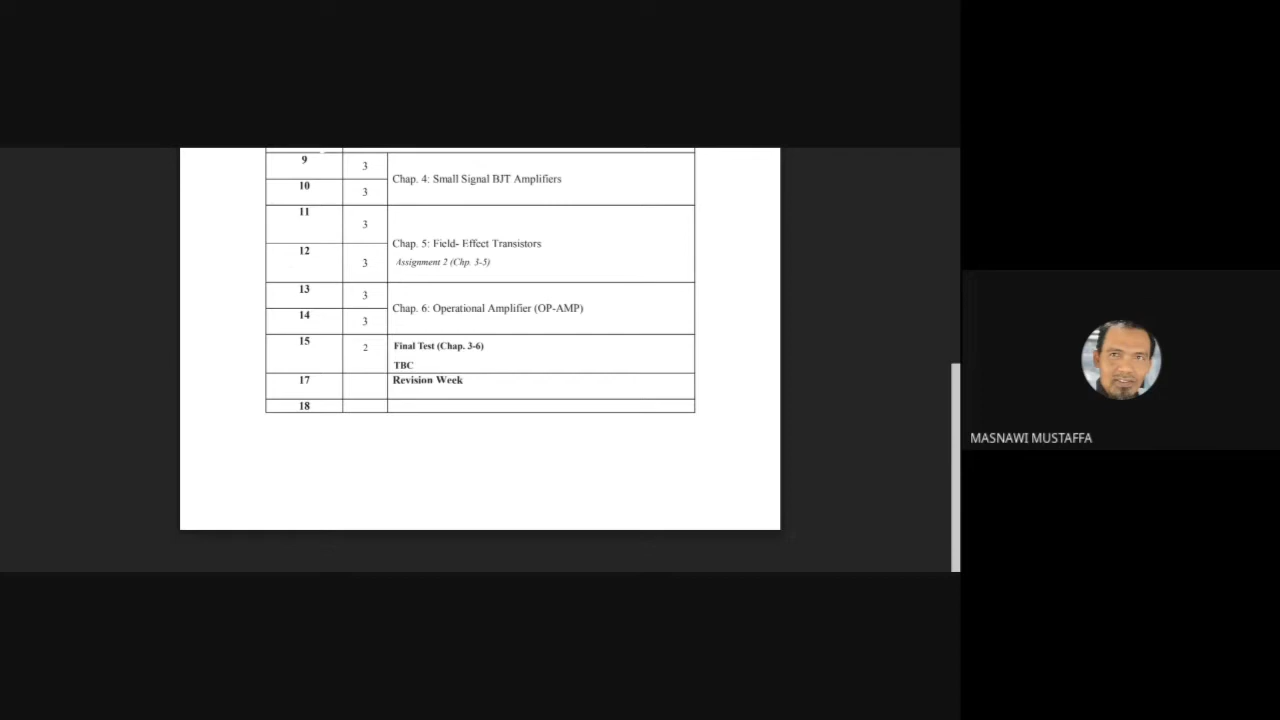 9
3
Chap. 4: Small Signal BJT Amplifiers
10
3
11
3
Chap. 5: Field- Effect Transistors
Assignment 2 (Chp. 3-5)
12
3
13
3
Chap. 6: Operational Amplifier (OP-AMP)
14
3
15
2
Final Test (Chap. 3-6)
TBC
17
Revision Week
18
MASNAWI MUSTAFFA